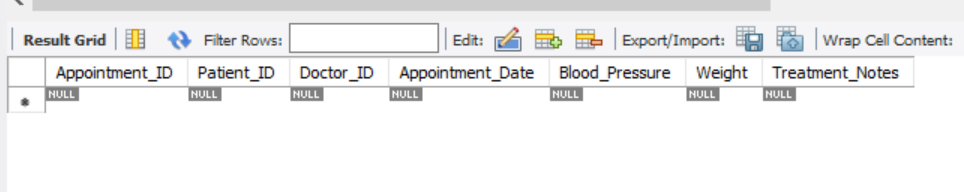 Result Grid Filter Rows: Edit: Export/Import: Wrap Cell Content:
Appointment_ID Patient_ID Doctor_ID Appointment_Date Blood_Pressure Weight Treatment_Notes
* NULL NULL NULL NULL NULL NULL NULL